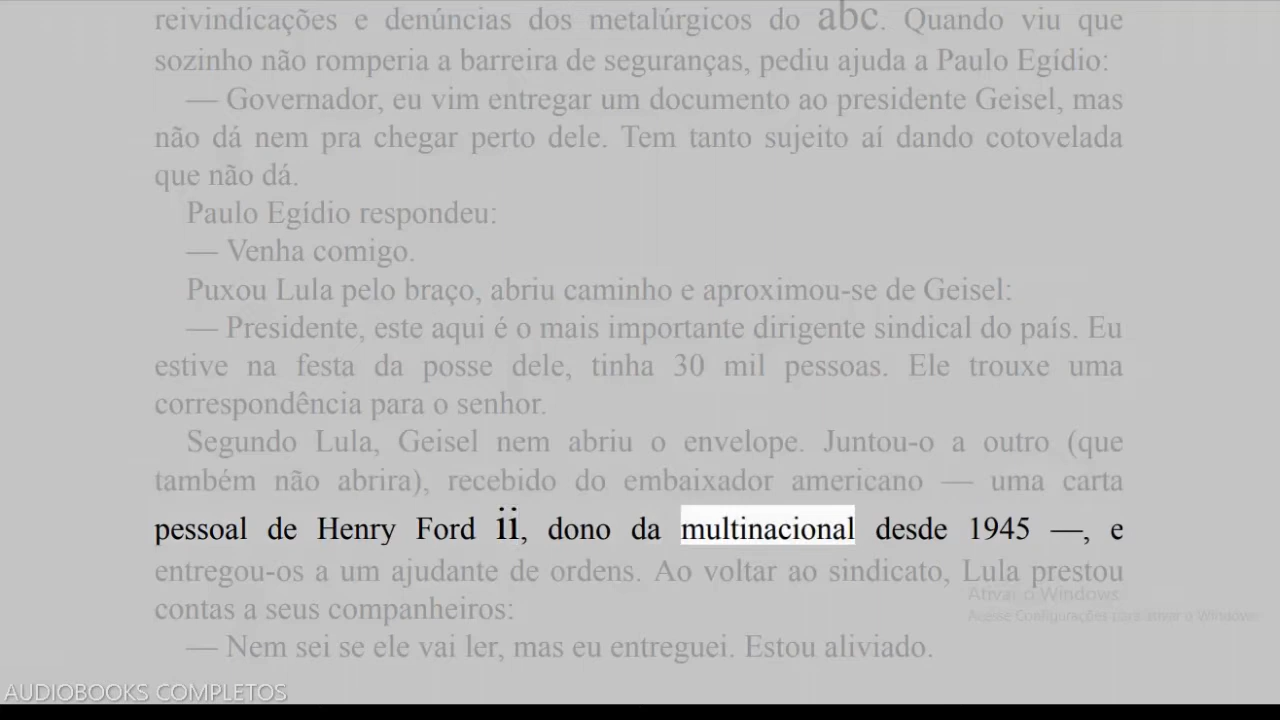 reivindicações e denúncias dos metalúrgicos do abc. Quando viu que
sozinho não romperia a barreira de seguranças, pediu ajuda a Paulo Egídio:
— Governador, eu vim entregar um documento ao presidente Geisel, mas
não dá nem pra chegar perto dele. Tem tanto sujeito aí dando cotovelada
que não dá.
Paulo Egídio respondeu:
— Venha comigo.
Puxou Lula pelo braço, abriu caminho e aproximou-se de Geisel:
— Presidente, este aqui é o mais importante dirigente sindical do país. Eu
estive na festa da posse dele, tinha 30 mil pessoas. Ele trouxe uma
correspondência para o senhor.
Segundo Lula, Geisel nem abriu o envelope. Juntou-o a outro (que
também não abrira), recebido do embaixador americano — uma carta
pessoal de Henry Ford ii, dono da multinacional desde 1945 —, e
entregou-os a um ajudante de ordens. Ao voltar ao sindicato, Lula prestou
contas a seus companheiros:
— Nem sei se ele vai ler, mas eu entreguei. Estou aliviado.
Ativar o Windows
Acesse Configurações para ativar o Windows.
AUDIOBOOKS COMPLETOS